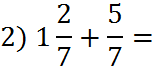 2) 1 2/7 + 5/7 =